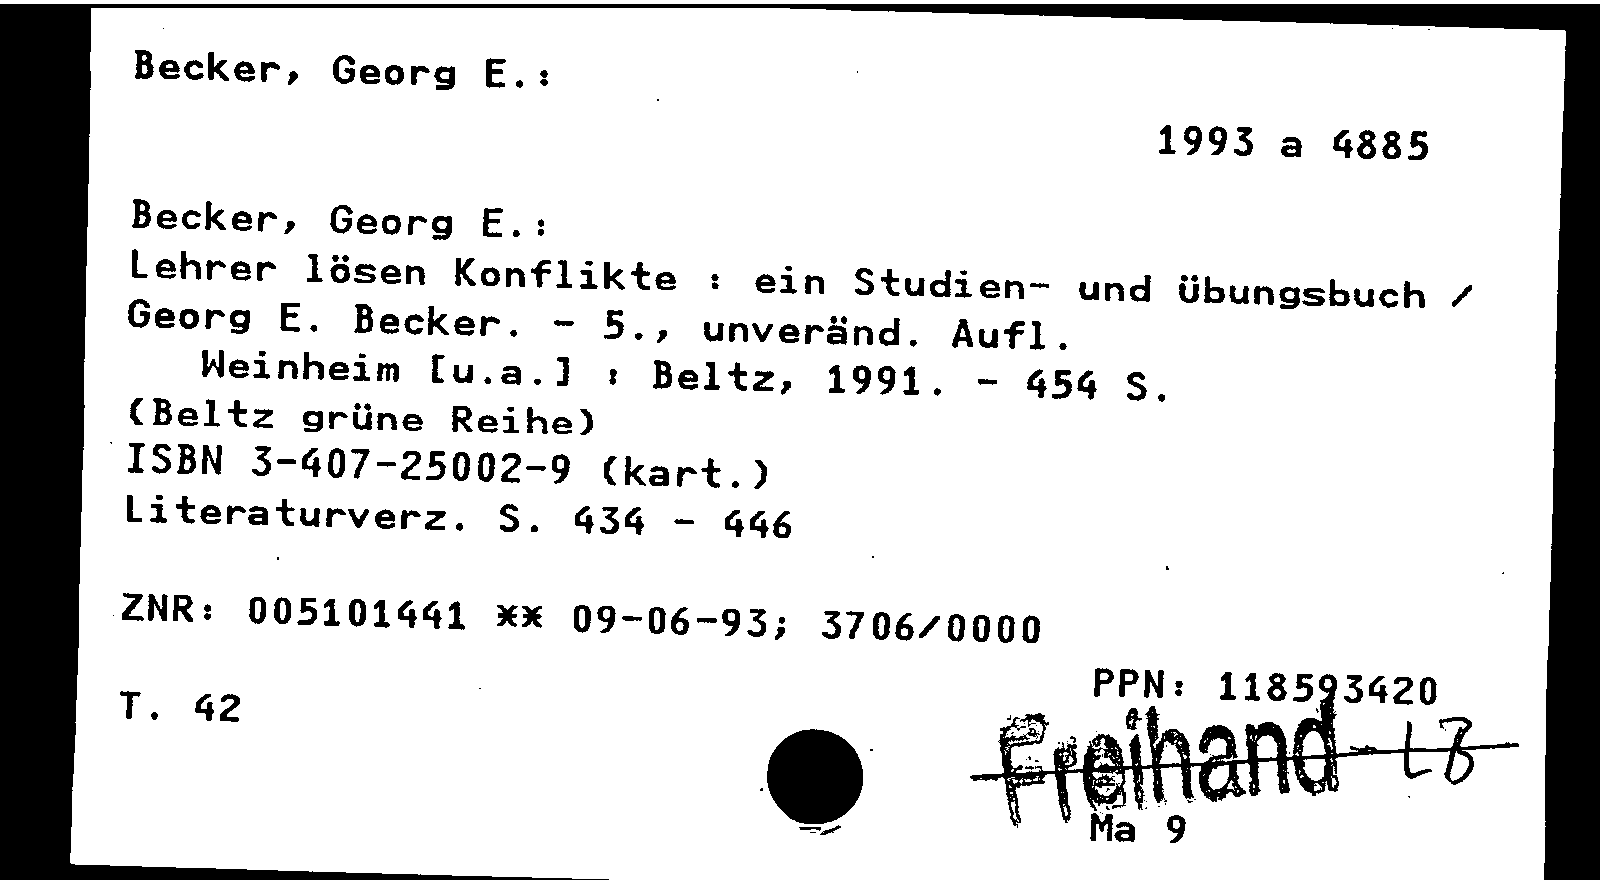 Becker, Georg E.:
1993 a 4885
Becker, Georg E.:
Lehrer lösen Konflikte : ein Studien- und Übungsbuch /
Georg E. Becker. - 5., unveränd. Aufl.
Weinheim [u.a.] : Beltz, 1991. - 454 S.
(Beltz grüne Reihe)
ISBN 3-407-25002-9 (kart.)
Literaturverz. S. 434 - 446
ZNR: 005101441 ** 09-06-93; 3706/0000
PPN: 118593420
T. 42
Freihand LB
Ma 9